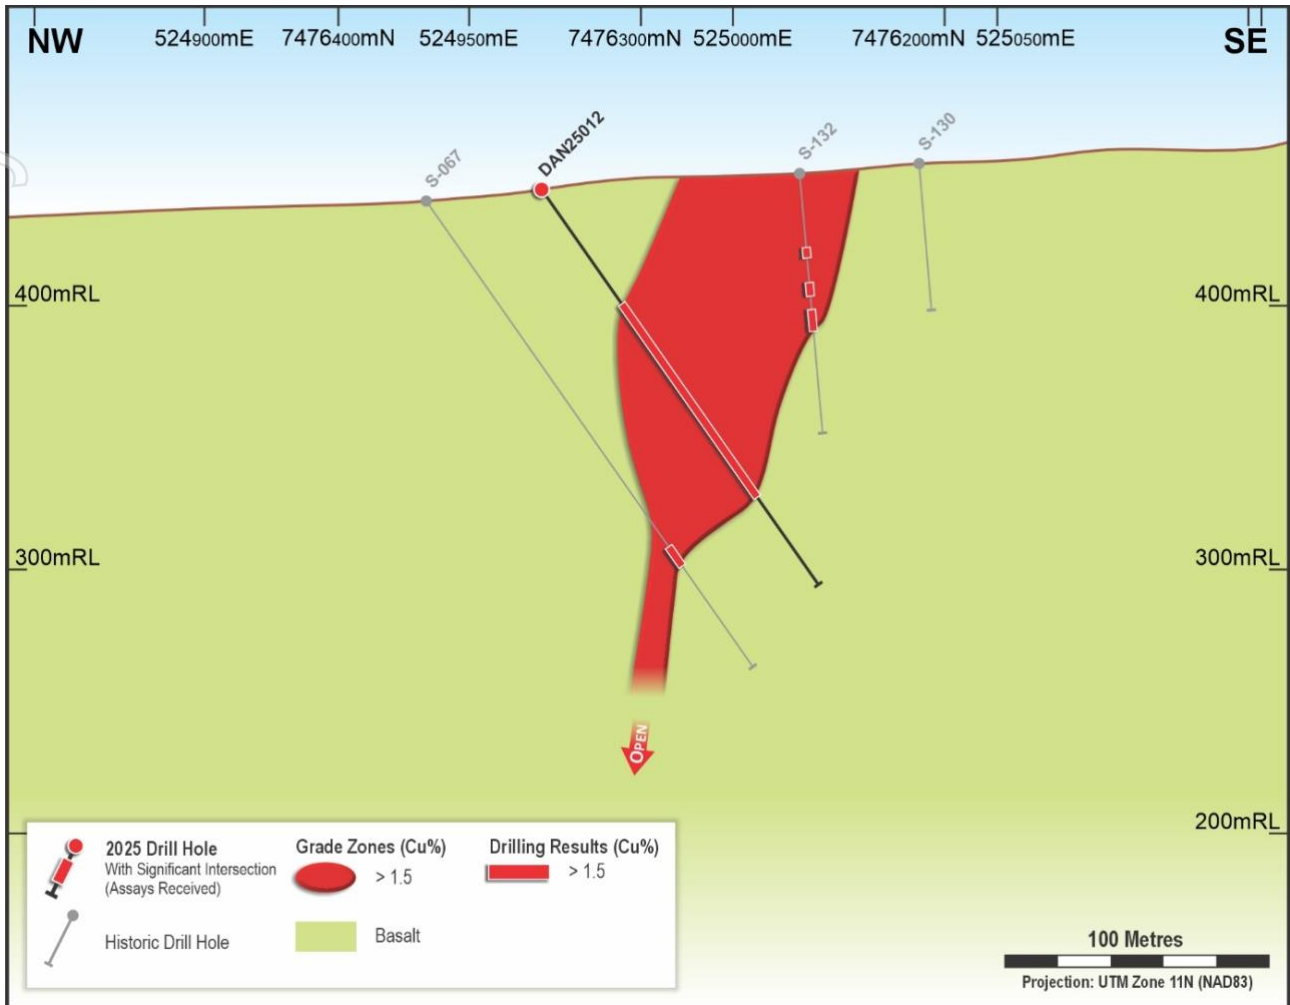 NW
524900mE
7476400mN
524950mE
7476300mN
525000mE
7476200mN
525050mE
SE
S-067
DAN25012
S-132
S-130
400mRL
400mRL
300mRL
300mRL
200mRL
OPEN
2025 Drill Hole
With Significant Intersection
(Assays Received)
Historic Drill Hole
Grade Zones (Cu%)
> 1.5
Basalt
Drilling Results (Cu%)
> 1.5
100 Metres
Projection: UTM Zone 11N (NAD83)